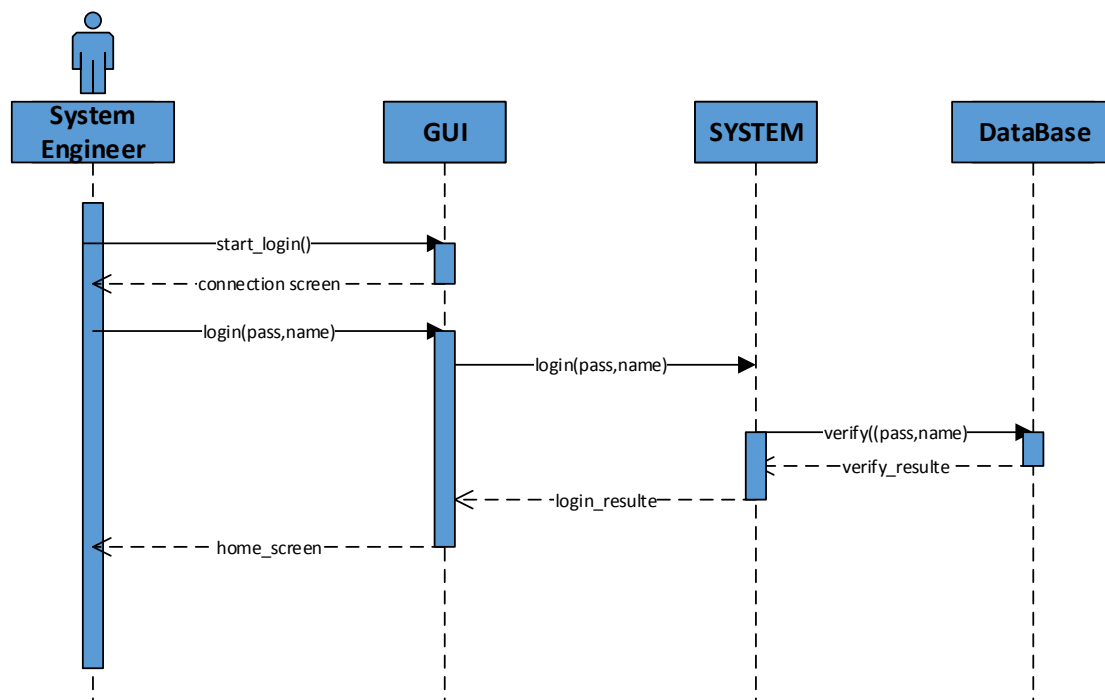 System
Engineer
GUI
SYSTEM
DataBase
start_login()
connection screen
login(pass,name)
login(pass,name)
verify((pass,name)
verify_resulte
login_resulte
home_screen